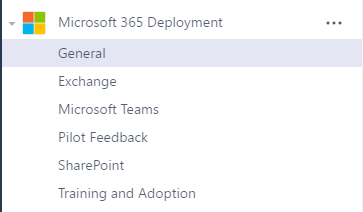 Microsoft 365 Deployment
General
Exchange
Microsoft Teams
Pilot Feedback
SharePoint
Training and Adoption